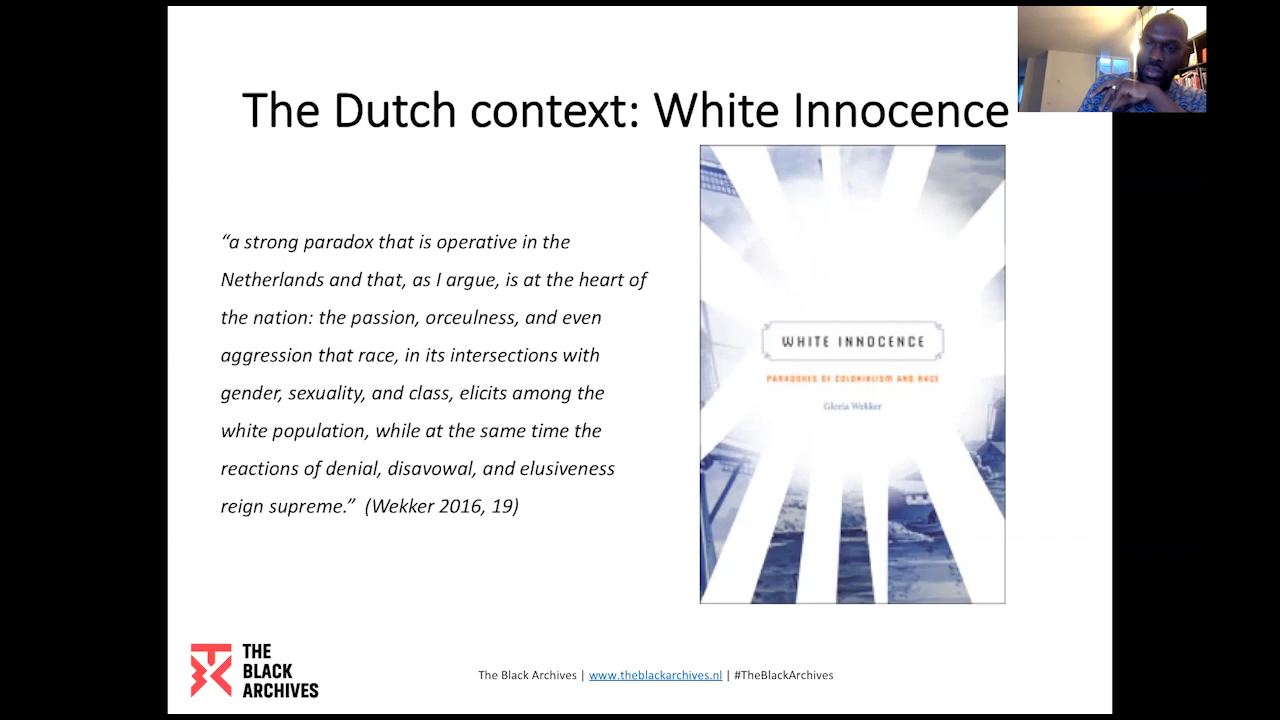 The Dutch context: White Innocence
“a strong paradox that is operative in the
Netherlands and that, as I argue, is at the heart of
the nation: the passion, orceulness, and even
aggression that race, in its intersections with
gender, sexuality, and class, elicits among the
white population, while at the same time the
reactions of denial, disavowal, and elusiveness
reign supreme.” (Wekker 2016, 19)
WHITE INNOCENCE
PARADOXES OF COLONIALISM AND RACE
Gloria Wekker
THE
BLACK
ARCHIVES
The Black Archives | www.theblackarchives.nl | #TheBlackArchives